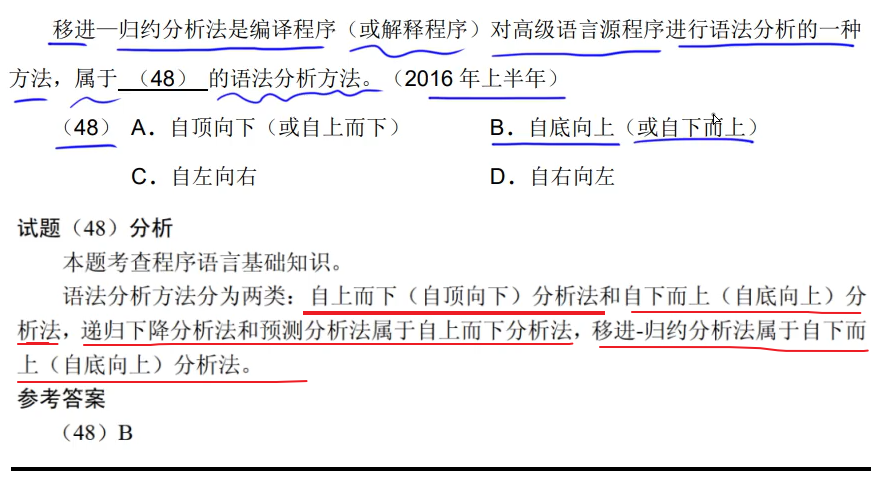 移进—归约分析法是编译程序（或解释程序）对高级语言源程序进行语法分析的一种
方法，属于 （48） 的语法分析方法。（2016 年上半年）
（48） A．自顶向下（或自上而下） B．自底向上（或自下而上）
C．自左向右 D．自右向左
试题（48）分析
本题考查程序语言基础知识。
语法分析方法分为两类：自上而下（自顶向下）分析法和自下而上（自底向上）分
析法，递归下降分析法和预测分析法属于自上而下分析法，移进-归约分析法属于自下而
上（自底向上）分析法。
参考答案
（48）B